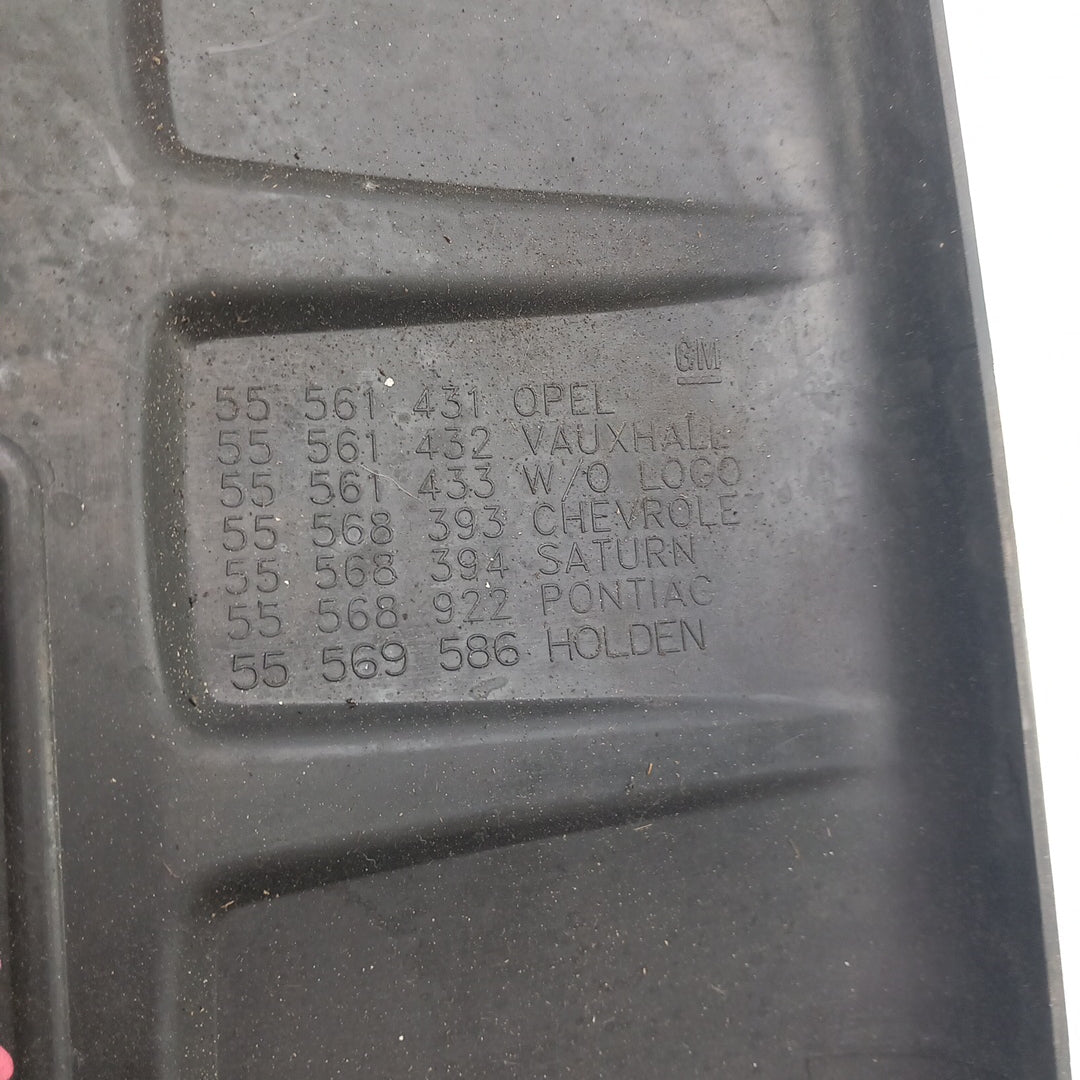 GM
55 561 431 OPEL
55 561 432 VAUXHALL
55 561 433 W/O LOGO
55 568 393 CHEVROLET
55 568 394 SATURN
55 568 922 PONTIAC
55 569 586 HOLDEN